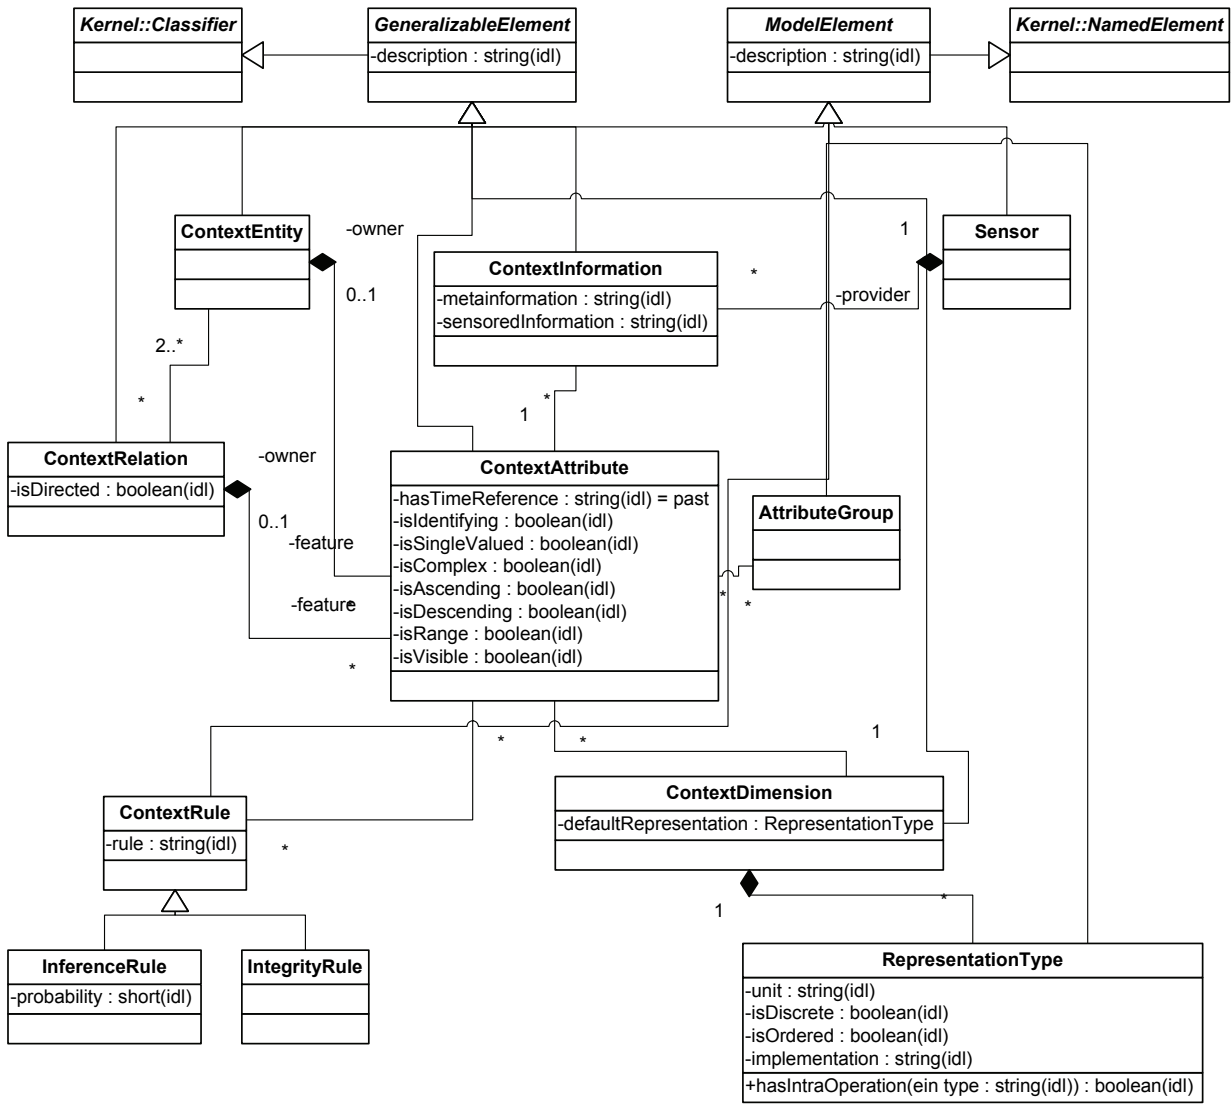 Kernel::Classifier
GeneralizableElement
-description : string(idl)
ModelElement
-description : string(idl)
Kernel::NamedElement
ContextEntity
-owner
0..1
ContextInformation
-metainformation : string(idl)
-sensoredInformation : string(idl)
*
-provider
1
Sensor
2..*
*
1
*
ContextRelation
-isDirected : boolean(idl)
-owner
0..1
-feature
*
-feature
*
ContextAttribute
-hasTimeReference : string(idl) = past
-isIdentifying : boolean(idl)
-isSingleValued : boolean(idl)
-isComplex : boolean(idl)
-isAscending : boolean(idl)
-isDescending : boolean(idl)
-isRange : boolean(idl)
-isVisible : boolean(idl)
AttributeGroup
*
*
*
*
1
ContextRule
-rule : string(idl)
*
ContextDimension
-defaultRepresentation : RepresentationType
1
*
InferenceRule
-probability : short(idl)
IntegrityRule
RepresentationType
-unit : string(idl)
-isDiscrete : boolean(idl)
-isOrdered : boolean(idl)
-implementation : string(idl)
+hasIntraOperation(ein type : string(idl)) : boolean(idl)